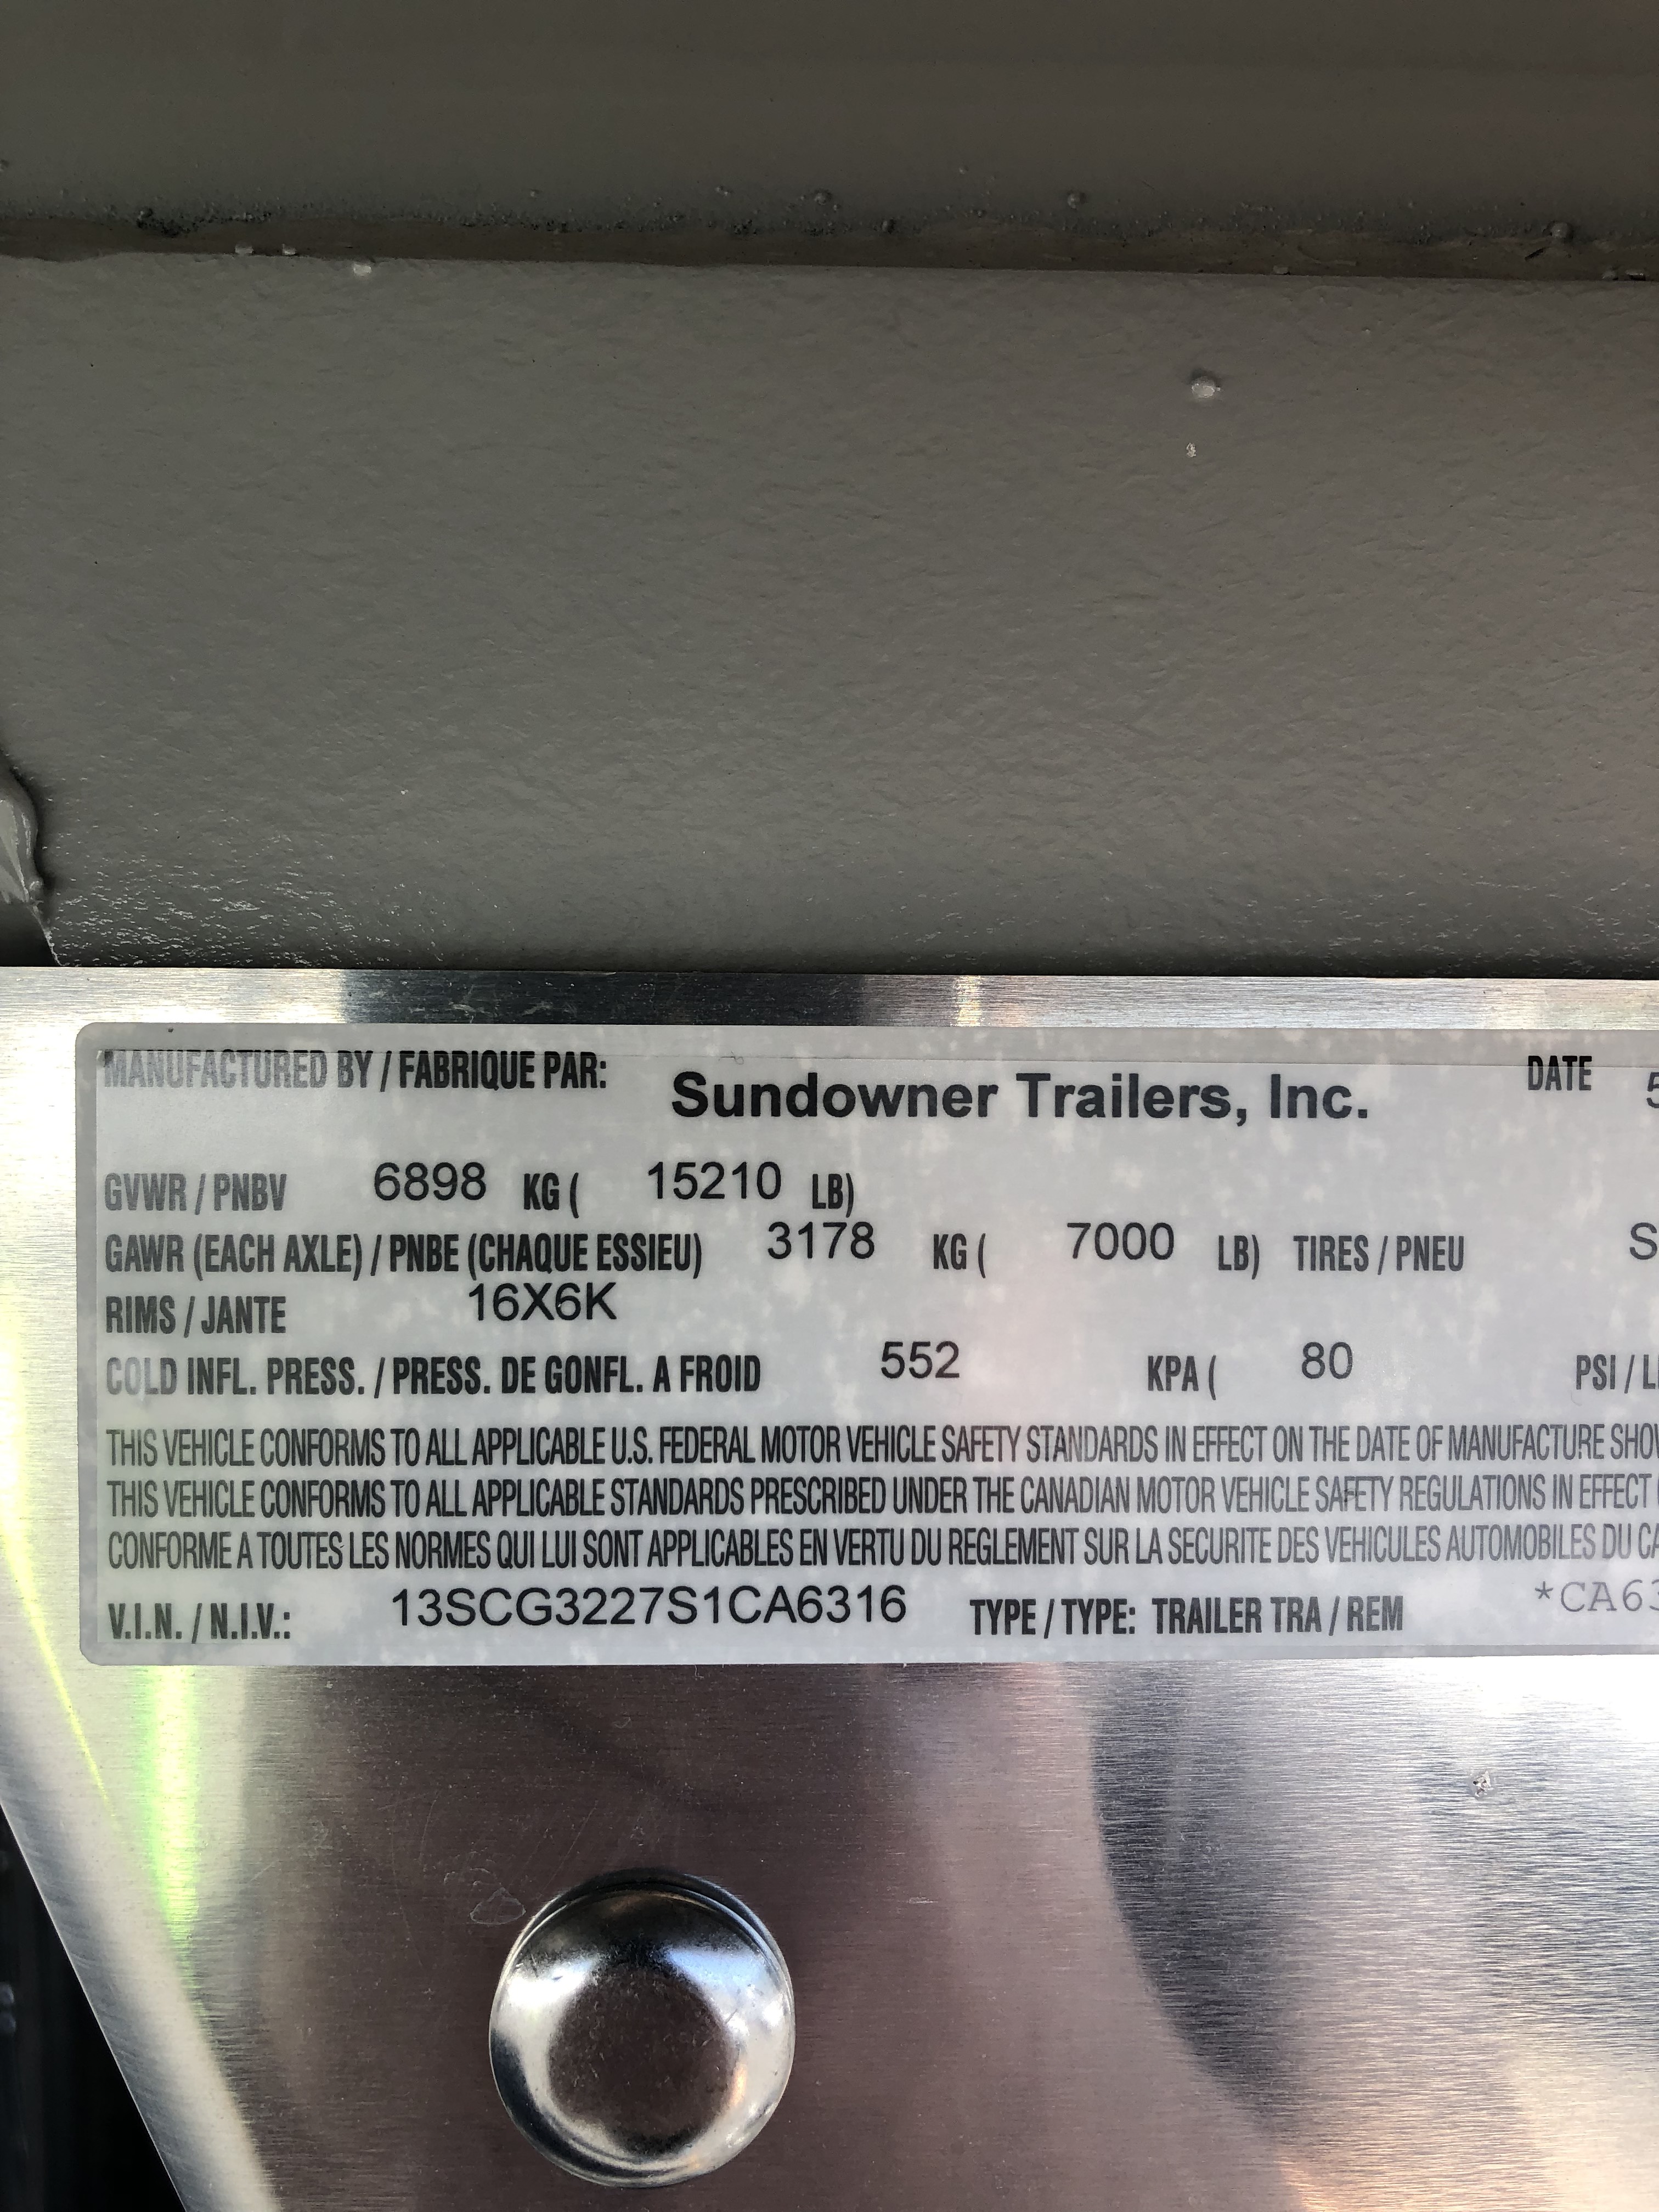 MANUFACTURED BY / FABRIQUE PAR: Sundowner Trailers, Inc. DATE 5
GVWR / PNBV 6898 KG ( 15210 LB)
GAWR (EACH AXLE) / PNBE (CHAQUE ESSIEU) 3178 KG ( 7000 LB) TIRES / PNEU S
RIMS / JANTE 16X6K
COLD INFL. PRESS. / PRESS. DE GONFL. A FROID 552 KPA ( 80 PSI /
THIS VEHICLE CONFORMS TO ALL APPLICABLE U.S. FEDERAL MOTOR VEHICLE SAFETY STANDARDS IN EFFECT ON THE DATE OF MANUFACTURE
THIS VEHICLE CONFORMS TO ALL APPLICABLE STANDARDS PRESCRIBED UNDER THE CANADIAN MOTOR VEHICLE SAFETY REGULATIONS IN EFFECT
CONFORME A TOUTES LES NORMES QUI LUI SONT APPLICABLES EN VERTU DU REGLEMENT SUR LA SECURITE DES VEHICULES AUTOMOBILES DU
V.I.N. / N.I.V.: 13SCG3227S1CA6316 TYPE / TYPE: TRAILER TRA / REM *CA63